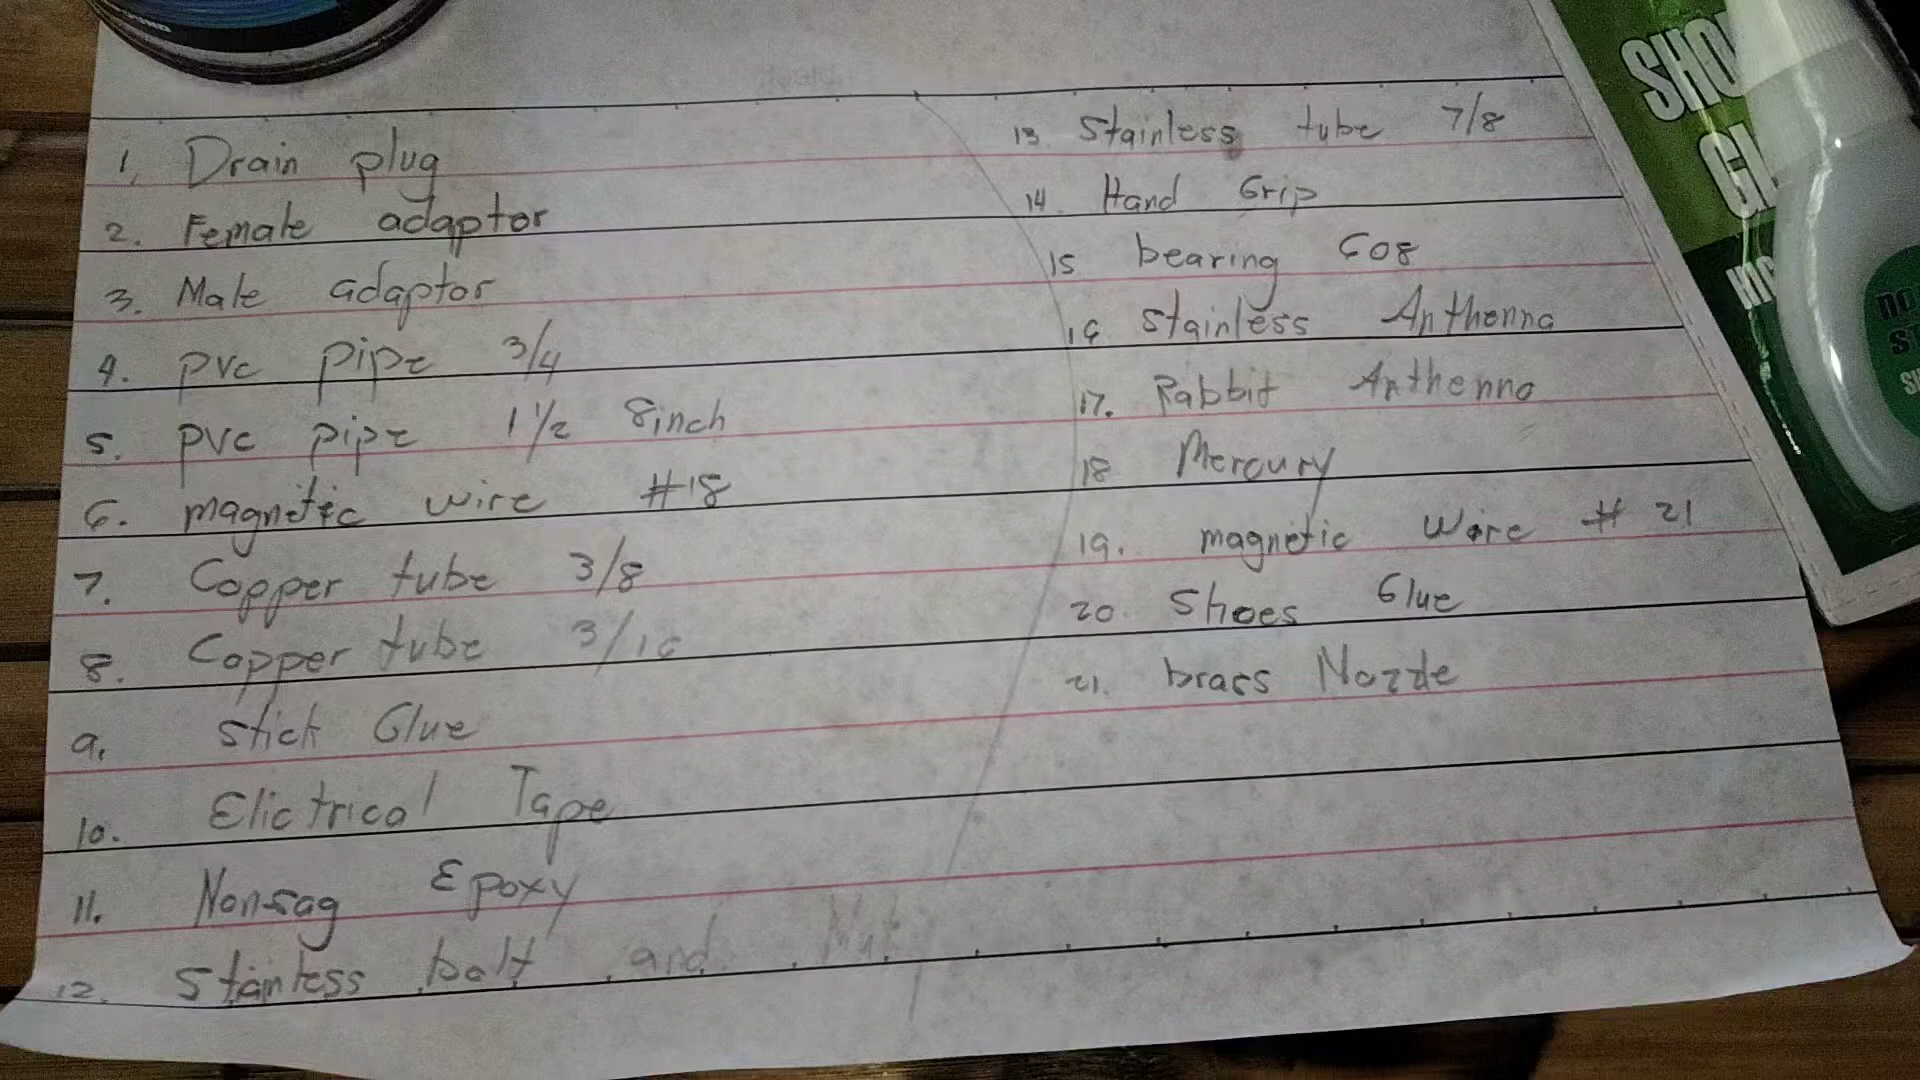 1. Drain plug
2. Female adaptor
3. Male adaptor
4. pvc pipe 3/4
5. pvc pipe 1 1/2 8inch
6. magnetic wire #18
7. Copper tube 3/8
8. Copper tube 3/16
9. Stick Glue
10. Elictrical Tape
11. Nonsag Epoxy
12. Stainless bolt and Nut
13. Stainless tube 7/8
14. Hand Grip
15 bearing 608
16 Stainless Anthenna
17. Rabbit Anthenna
18 Mercury
19. magnetic Wire # 21
20. Shoes Glue
21. brass Nozzle
SHO
GL
NO